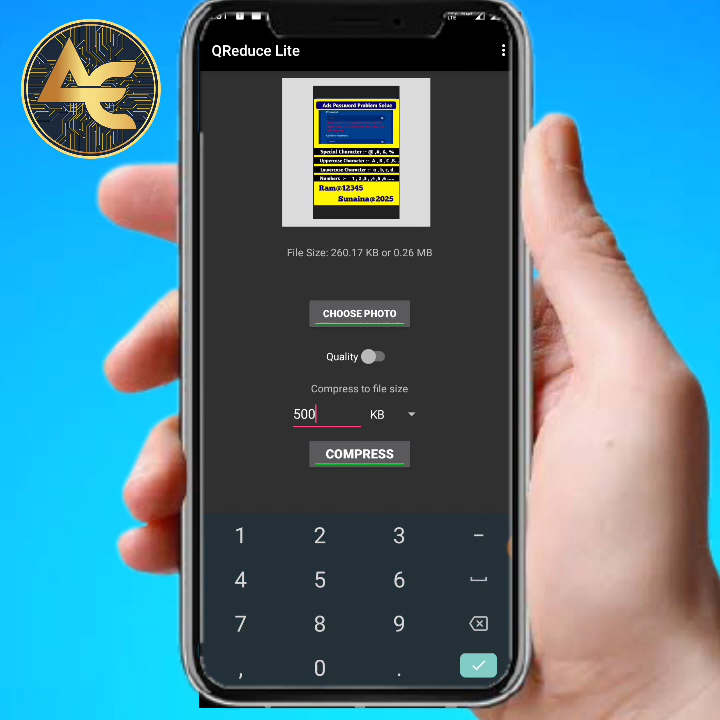 LTE
QReduce Lite
Ads Password Problem Solue
Special Character :- @ , a , & , %
Uppercase Character :- A , B , C ,D.
Lowercase Character :- a , b, c, d.
Numbers :- 1 , 2 ,3 , ,4 ,5 ,6.....
Ram@12345
Sunaina@2025
File Size: 260.17 KB or 0.26 MB
CHOOSE PHOTO
Quality
Compress to file size
500 KB
COMPRESS
1 2 3 -
4 5 6
7 8 9
, 0 .